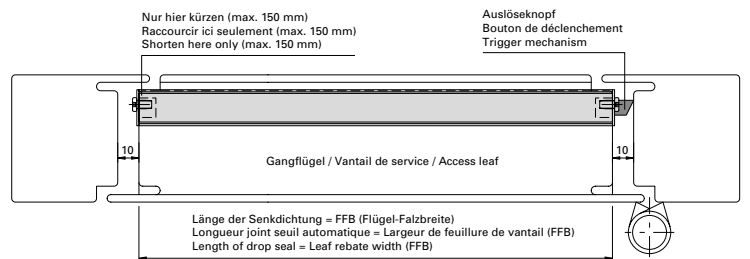 Nur hier kürzen (max. 150 mm)
Raccourcir ici seulement (max. 150 mm)
Shorten here only (max. 150 mm)
Auslöseknopf
Bouton de déclenchement
Trigger mechanism
10
10
Gangflügel / Vantail de service / Access leaf
Länge der Senkdichtung = FFB (Flügel-Falzbreite)
Longueur joint seuil automatique = Largeur de feuillure de vantail (FFB)
Length of drop seal = Leaf rebate width (FFB)